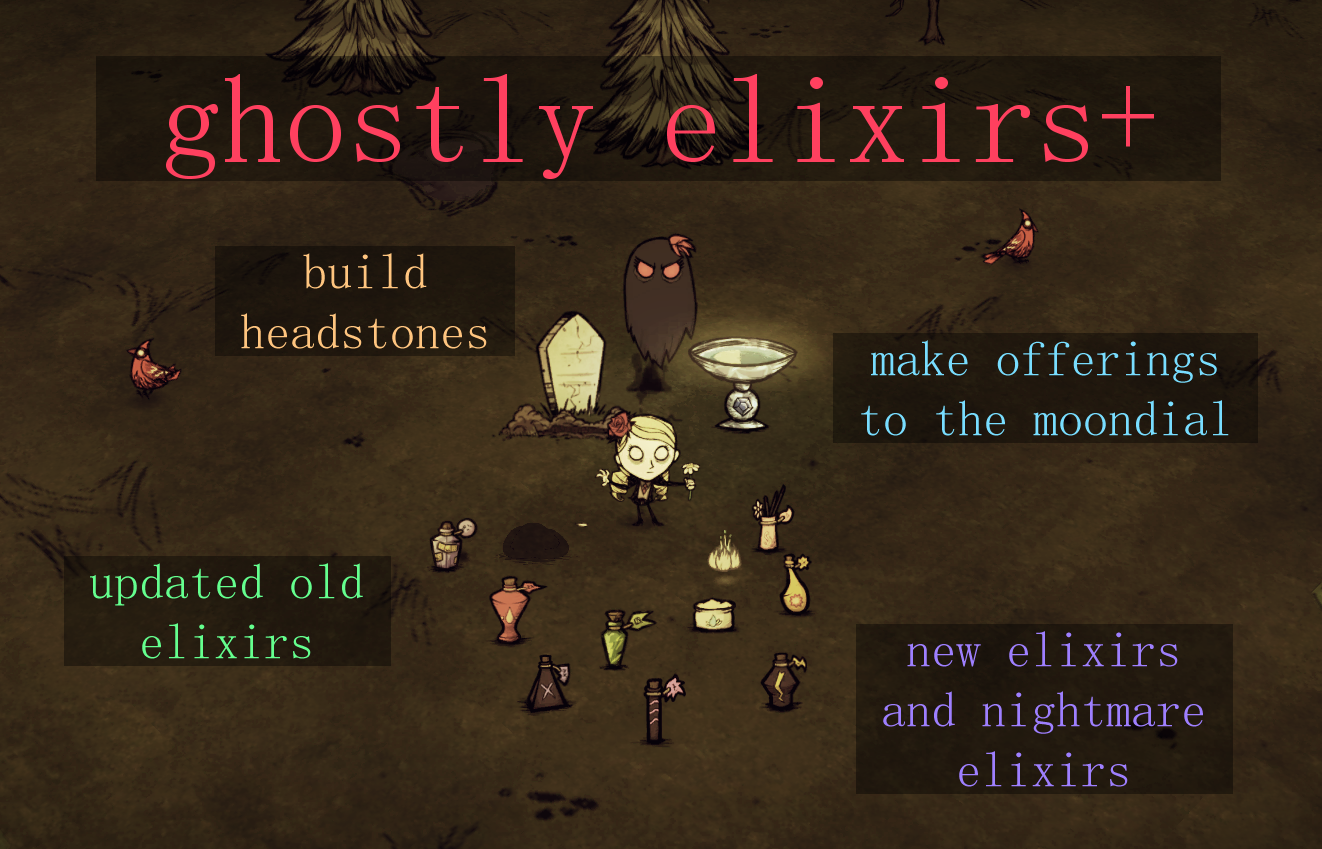 ghostly elixirs+
build
headstones
make offerings
to the moondial
updated old
elixirs
new elixirs
and nightmare
elixirs